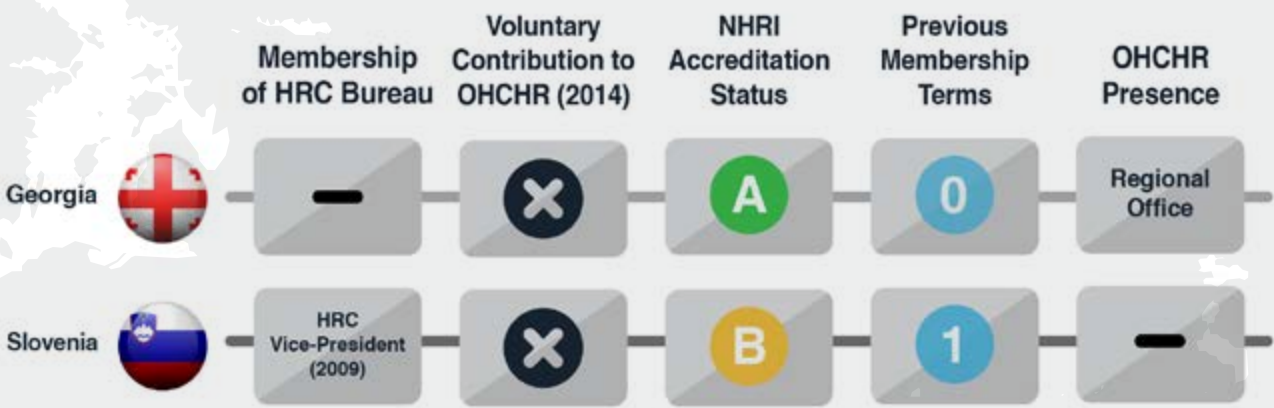 Membership
of HRC Bureau
Voluntary
Contribution to
OHCHR (2014)
NHRI
Accreditation
Status
Previous
Membership
Terms
OHCHR
Presence
Georgia
A
0
Regional
Office
Slovenia
HRC
Vice-President
(2009)
B
1